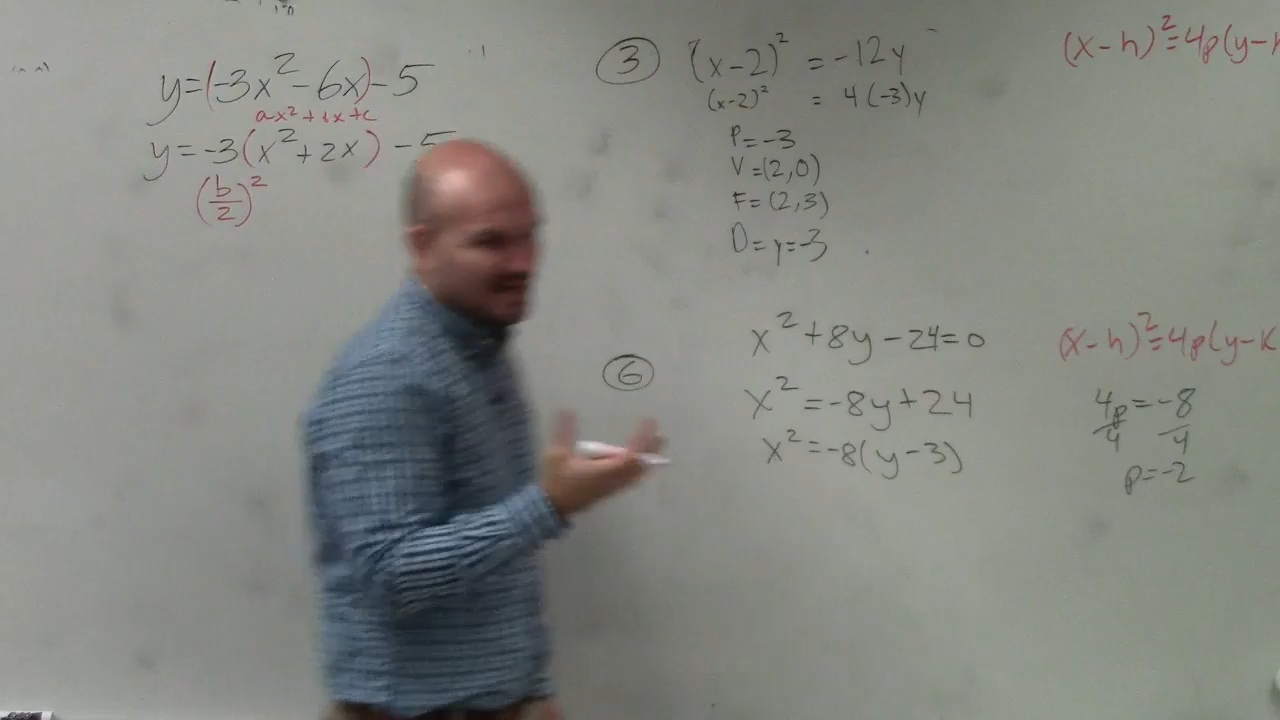 y=(-3x²-6x)-5
ax²+bx+c
y=-3(x²+2x)-5
(b/2)²
③ (x-2)²=-12y
(x-2)² = 4(-3)y
P=-3
V=(2,0)
F=(2,3)
D=y=-3
(x-h)²=4p(y-k
⑥ x²+8y-24=0
x²=-8y+24
x²=-8(y-3)
(x-h)²=4p(y-k
4p=-8
4 4
p=-2